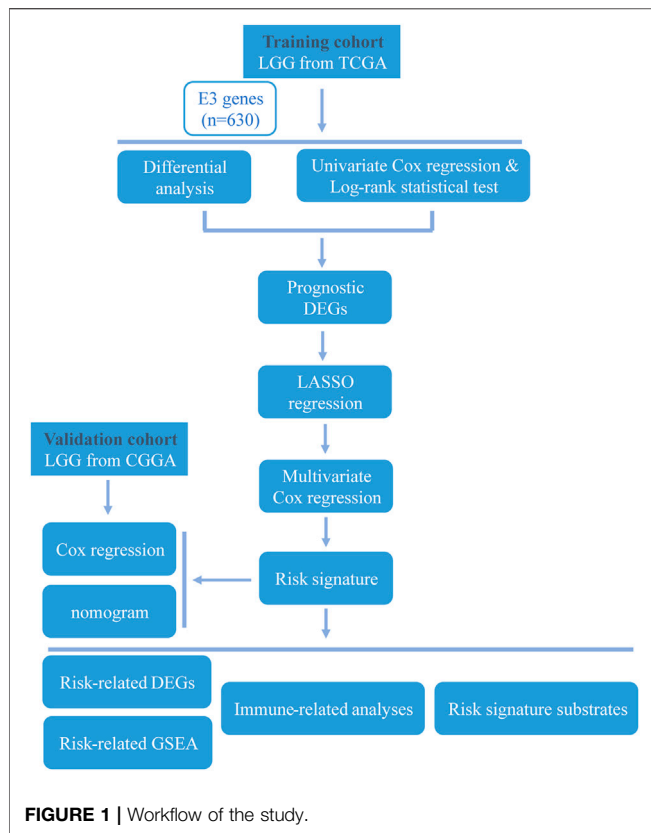 Training cohort
LGG from TCGA
E3 genes
(n=630)
Differential
analysis
Univariate Cox regression &
Log-rank statistical test
Prognostic
DEGs
LASSO
regression
Validation cohort
LGG from CGGA
Multivariate
Cox regression
Cox regression
nomogram
Risk signature
Risk-related DEGs
Risk-related GSEA
Immune-related analyses
Risk signature substrates
FIGURE 1 | Workflow of the study.